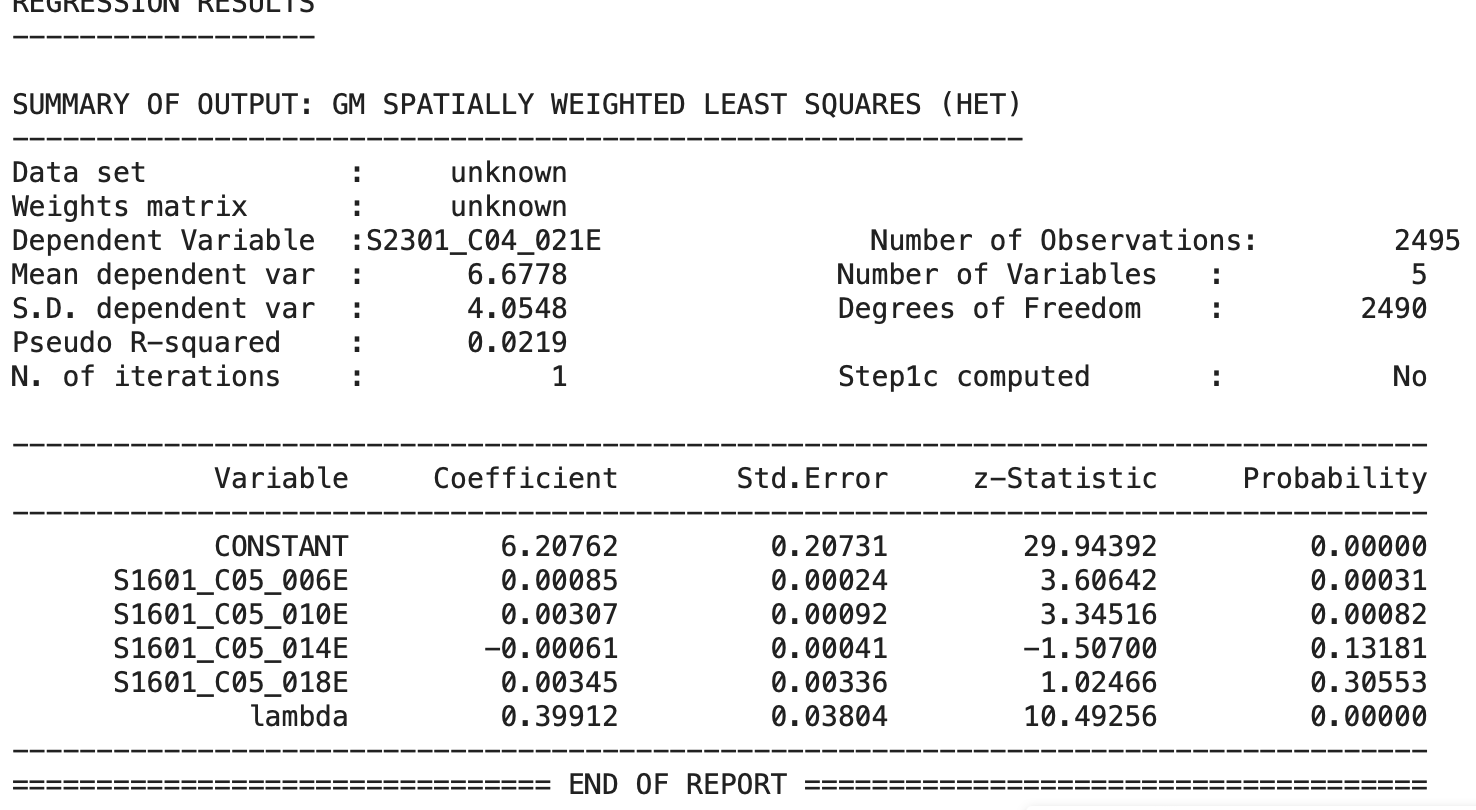 REGRESSION RESULTS
------------------
SUMMARY OF OUTPUT: GM SPATIALLY WEIGHTED LEAST SQUARES (HET)
------------------------------------------------------------
Data set            :     unknown
Weights matrix      :     unknown
Dependent Variable  :S2301_C04_021E                Number of Observations:        2495
Mean dependent var  :      6.6778                Number of Variables   :           5
S.D. dependent var  :      4.0548                Degrees of Freedom    :        2490
Pseudo R-squared    :      0.0219
N. of iterations    :           1                Step1c computed       :          No
------------------------------------------------------------------------------------
            Variable     Coefficient       Std.Error     z-Statistic     Probability
------------------------------------------------------------------------------------
            CONSTANT         6.20762         0.20731        29.94392         0.00000
      S1601_C05_006E         0.00085         0.00024         3.60642         0.00031
      S1601_C05_010E         0.00307         0.00092         3.34516         0.00082
      S1601_C05_014E        -0.00061         0.00041        -1.50700         0.13181
      S1601_C05_018E         0.00345         0.00336         1.02466         0.30553
              lambda         0.39912         0.03804        10.49256         0.00000
------------------------------------------------------------------------------------
================================ END OF REPORT =====================================